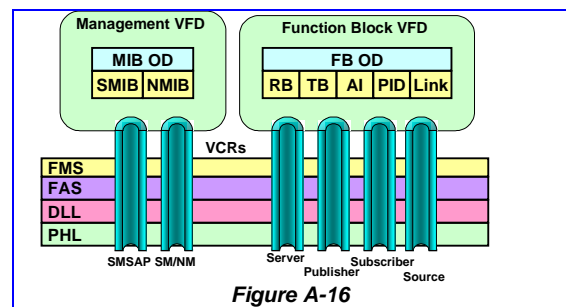 Management VFD
Function Block VFD
MIB OD
FB OD
SMIB NMIB
RB TB AI PID Link
VCRs
FMS
FAS
DLL
PHL
SMSAP SM/NM
Server
Publisher
Subscriber
Source
Figure A-16